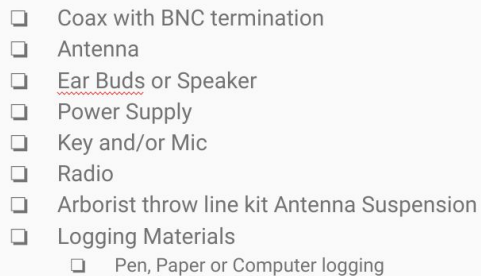 Coax with BNC termination
Antenna
Ear Buds or Speaker
Power Supply
Key and/or Mic
Radio
Arborist throw line kit Antenna Suspension
Logging Materials
Pen, Paper or Computer logging